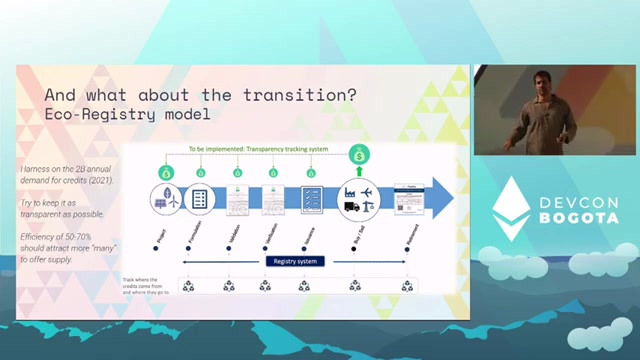 And what about the transition?
Eco-Registry model
To be implemented: Transparency tracking system
Harness on the 2B annual
demand for credits (2021).
Try to keep it as
transparent as possible.
Efficiency of 50-70%
should attract more "many"
to offer supply.
Project
Formulation
Validation
Verification
Issuance
Buy / Sell
Retirement
Registry system
Track where the
credits come from
and where they go to
DEVCON
BOGOTA